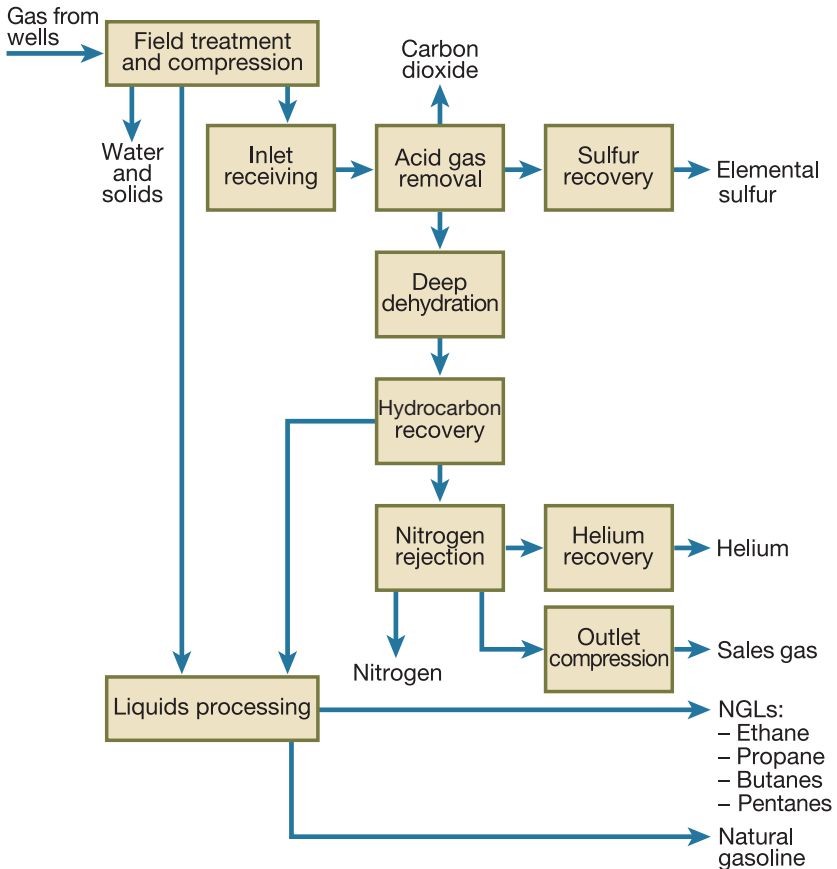 Gas from
wells
Field treatment
and compression
Carbon
dioxide
Water
and
solids
Inlet
receiving
Acid gas
removal
Sulfur
recovery
Elemental
sulfur
Deep
dehydration
Hydrocarbon
recovery
Nitrogen
rejection
Helium
recovery
Helium
Outlet
compression
Sales gas
Nitrogen
Liquids processing
NGLs:
– Ethane
– Propane
– Butanes
– Pentanes
Natural
gasoline